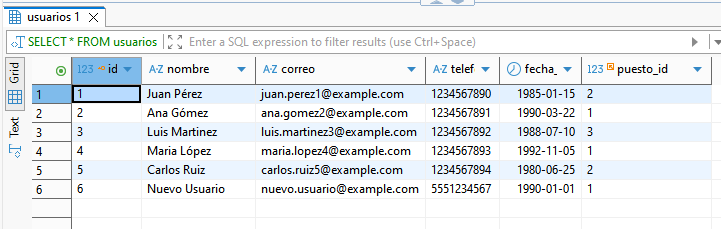 usuarios 1
SELECT * FROM usuarios Enter a SQL expression to filter results (use Ctrl+Space)
Grid
Text
123 id A-Z nombre A-Z correo A-Z telef fecha_ 123 puesto_id
1 1 Juan Pérez juan.perez1@example.com 1234567890 1985-01-15 2
2 2 Ana Gómez ana.gomez2@example.com 1234567891 1990-03-22 1
3 3 Luis Martinez luis.martinez3@example.com 1234567892 1988-07-10 3
4 4 Maria López maria.lopez4@example.com 1234567893 1992-11-05 1
5 5 Carlos Ruiz carlos.ruiz5@example.com 1234567894 1980-06-25 2
6 6 Nuevo Usuario nuevo.usuario@example.com 5551234567 1990-01-01 1